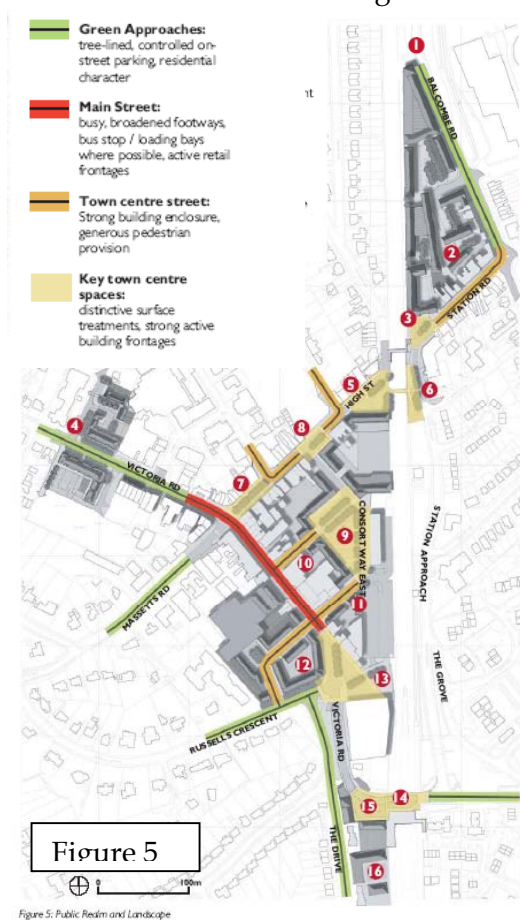 Green Approaches:
tree-lined, controlled on-
street parking, residential
character
Main Street:
busy, broadened footways,
bus stop / loading bays
where possible, active retail
frontages
Town centre street:
Strong building enclosure,
generous pedestrian
provision
Key town centre
spaces:
distinctive surface
treatments, strong active
building frontages
nt
1
BALCOMBE RD
2
STATION RD
3
5
HIGH ST
6
4
VICTORIA RD
8
7
CONSORT WAY EAST
9
STATION APPROACH
10
MASSETTS RD
11
THE GROVE
12
13
RUSSELLS CRESCENT
VICTORIA RD
14
15
THE DRIVE
16
Figure 5
0 100m
Figure 5: Public Realm and Landscape